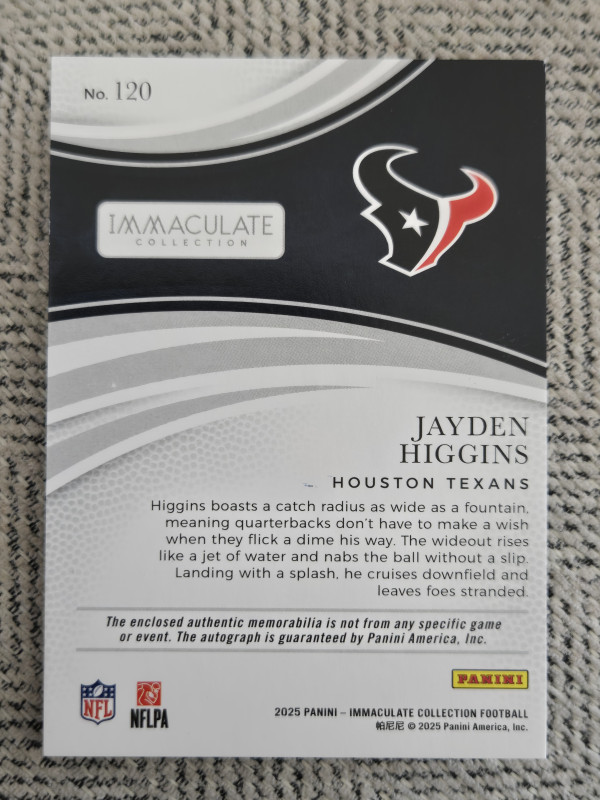 No. 120
IMMACULATE
COLLECTION
JAYDEN
HIGGINS
HOUSTON TEXANS
Higgins boasts a catch radius as wide as a fountain,
meaning quarterbacks don't have to make a wish
when they flick a dime his way. The wideout rises
like a jet of water and nabs the ball without a slip.
Landing with a splash, he cruises downfield and
leaves foes stranded.
The enclosed authentic memorabilia is not from any specific game
or event. The autograph is guaranteed by Panini America, Inc.
PANINI
NFL
NFLPA
2025 PANINI – IMMACULATE COLLECTION FOOTBALL
帕尼尼 © 2025 Panini America, Inc.